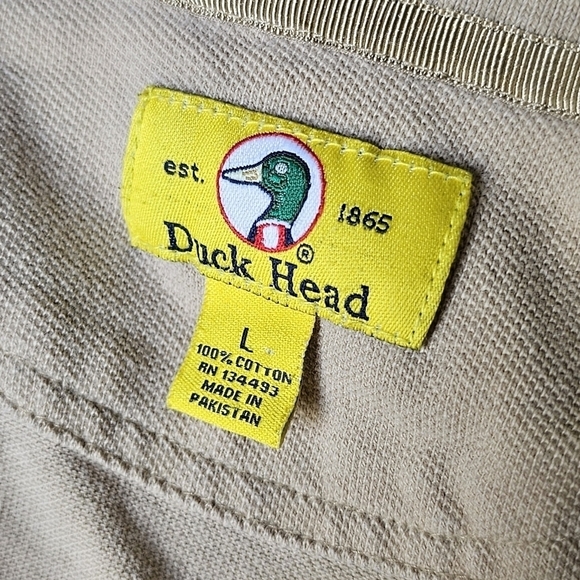 est. 1865
Duck Head®
L
100% COTTON
RN 134493
MADE IN
PAKISTAN